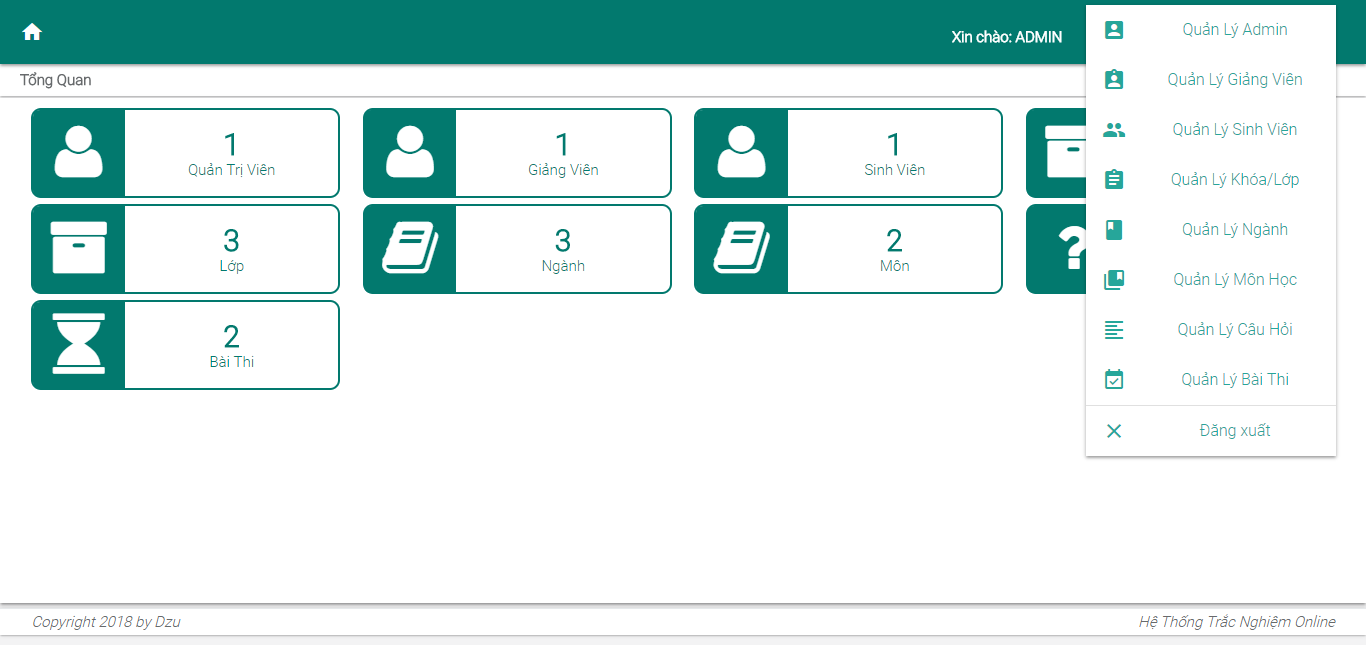 Xin chào: ADMIN
Tổng Quan
1
Quản Trị Viên
1
Giảng Viên
1
Sinh Viên
3
Lớp
3
Ngành
2
Môn
?
2
Bài Thi
Quản Lý Admin
Quản Lý Giảng Viên
Quản Lý Sinh Viên
Quản Lý Khóa/Lớp
Quản Lý Ngành
Quản Lý Môn Học
Quản Lý Câu Hỏi
Quản Lý Bài Thi
Đăng xuất
Copyright 2018 by Dzu
Hệ Thống Trắc Nghiệm Online